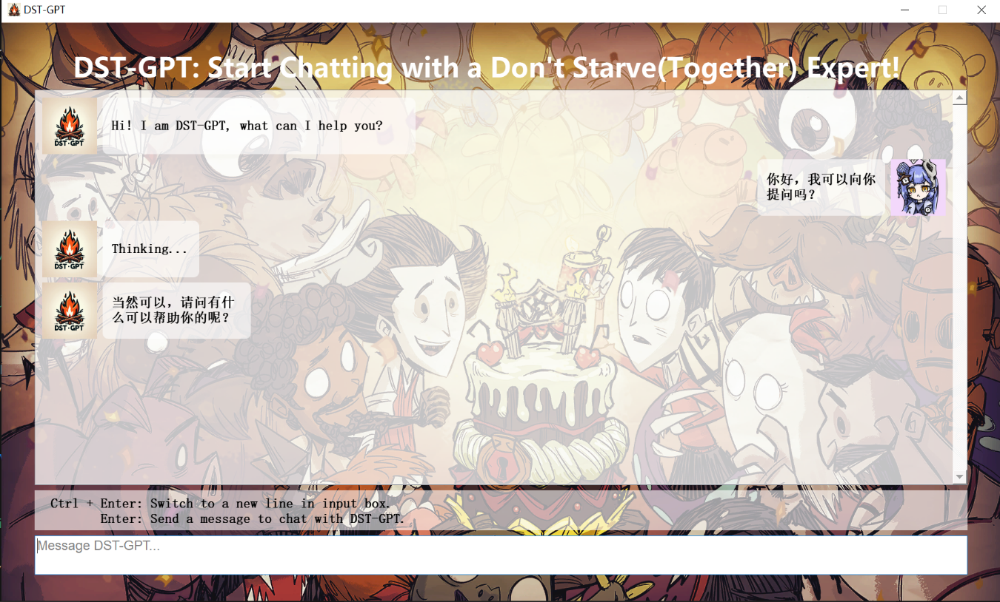 DST-GPT
DST-GPT: Start Chatting with a Don't Starve(Together) Expert!
DST·GPT
Hi! I am DST-GPT, what can I help you?
你好，我可以向你
提问吗？
DST·GPT
Thinking...
DST·GPT
当然可以，请问有什
么可以帮助你的呢？
Ctrl + Enter: Switch to a new line in input box.
Enter: Send a message to chat with DST-GPT.
Message DST-GPT...